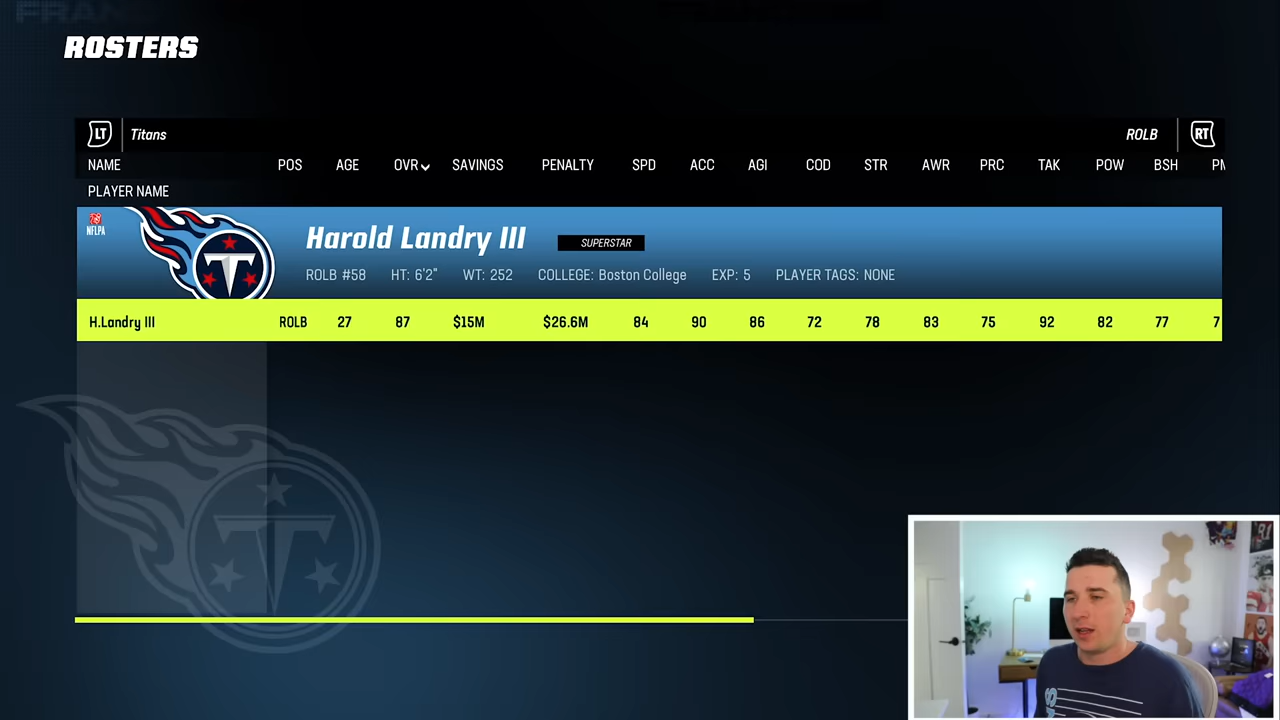 FRAN
ROSTERS
LT Titans ROLB RT
NAME POS AGE OVR SAVINGS PENALTY SPD ACC AGI COD STR AWR PRC TAK POW BSH
PLAYER NAME
NFLPA
Harold Landry III SUPERSTAR
ROLB #58 HT: 6'2" WT: 252 COLLEGE: Boston College EXP: 5 PLAYER TAGS: NONE
H.Landry III ROLB 27 87 $15M $26.6M 84 90 86 72 78 83 75 92 82 77 7